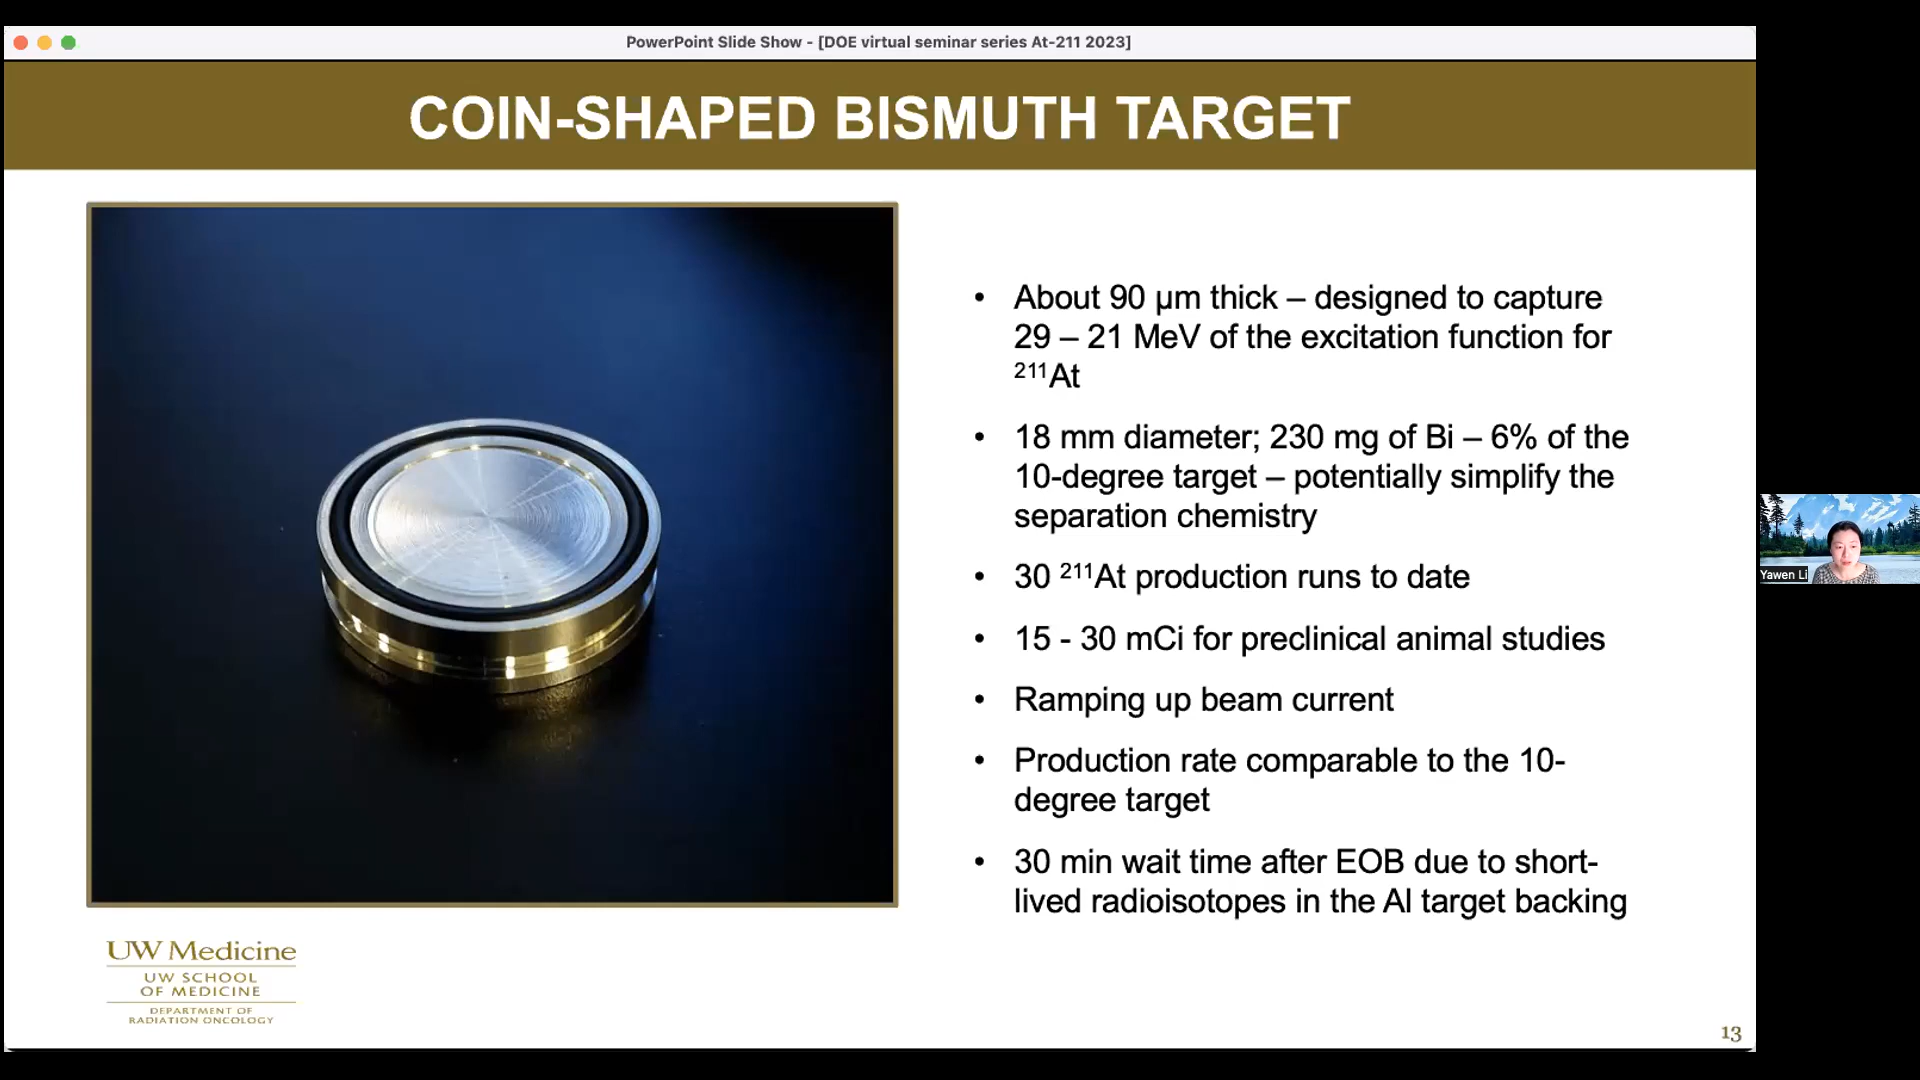 PowerPoint Slide Show - [DOE virtual seminar series At-211 2023]
COIN-SHAPED BISMUTH TARGET
• About 90 µm thick – designed to capture
29 – 21 MeV of the excitation function for
²¹¹At
• 18 mm diameter; 230 mg of Bi – 6% of the
10-degree target – potentially simplify the
separation chemistry
• 30 ²¹¹At production runs to date
• 15 - 30 mCi for preclinical animal studies
• Ramping up beam current
• Production rate comparable to the 10-
degree target
• 30 min wait time after EOB due to short-
lived radioisotopes in the Al target backing
Yawen Li
UW Medicine
UW SCHOOL
OF MEDICINE
DEPARTMENT OF
RADIATION ONCOLOGY
13